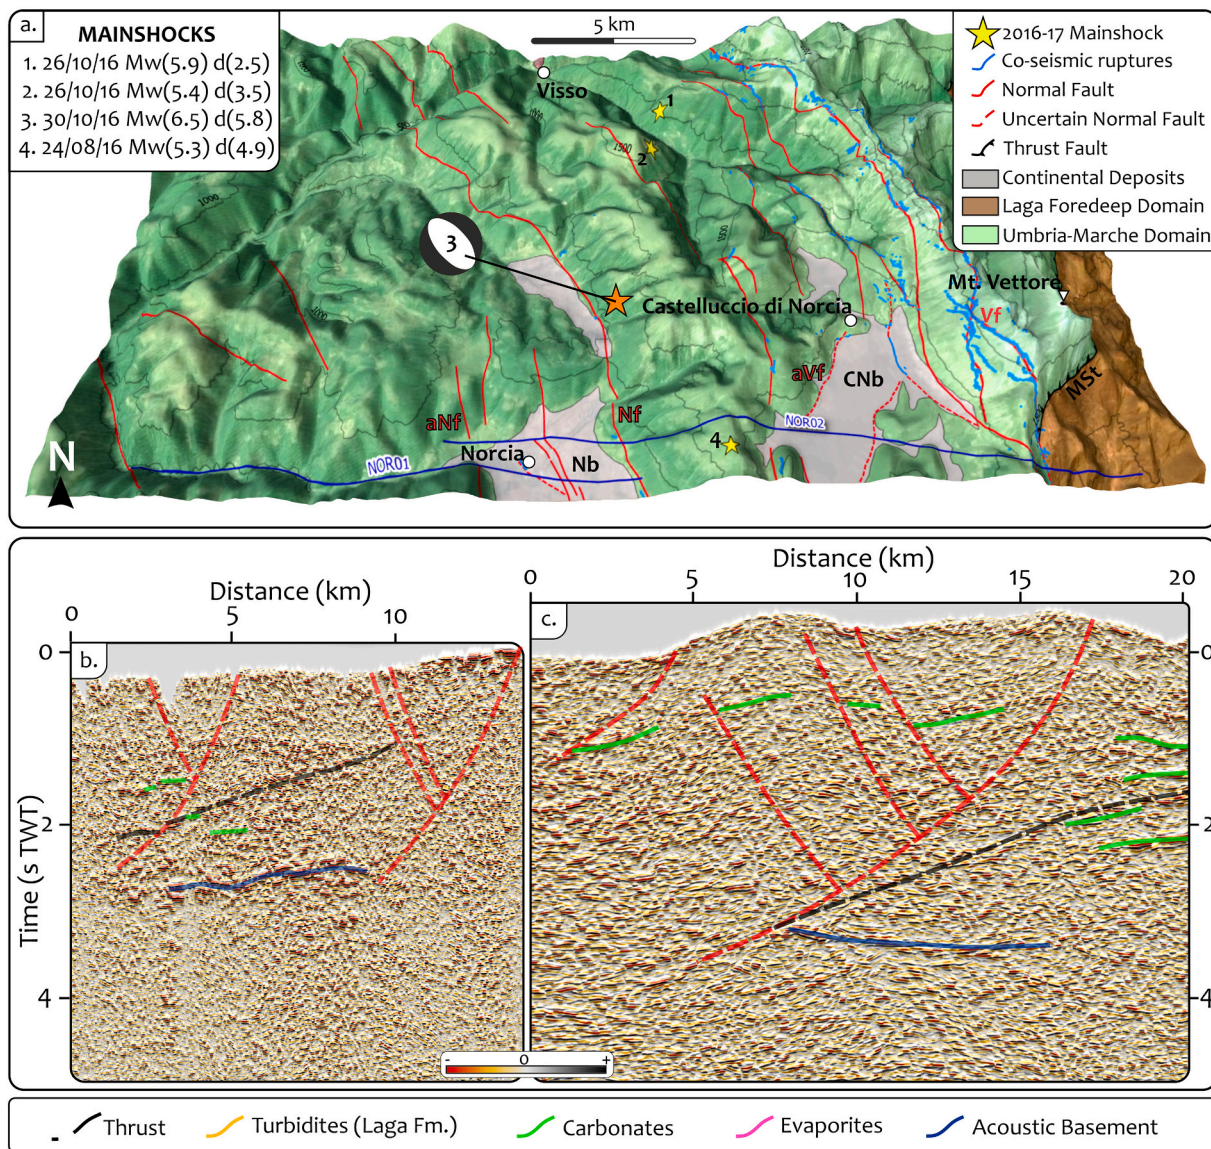 a.
MAINSHOCKS
1. 26/10/16 Mw(5.9) d(2.5)
2. 26/10/16 Mw(5.4) d(3.5)
3. 30/10/16 Mw(6.5) d(5.8)
4. 24/08/16 Mw(5.3) d(4.9)
5 km
2016-17 Mainshock
Co-seismic ruptures
Normal Fault
Uncertain Normal Fault
Thrust Fault
Continental Deposits
Laga Foredeep Domain
Umbria-Marche Domain
Visso
1
2
1500
1000
3
Mt. Vettore
Castelluccio di Norcia
Vf
aVf
CNb
MSt
aNf
Nf
NOR02
4
N
Norcia
Nb
NOR01
Distance (km)
0 5 10
b.
Distance (km)
0 5 10 15 20
c.
Time (s TWT)
0
2
4
0
2
4
- 0 +
Thrust
Turbidites (Laga Fm.)
Carbonates
Evaporites
Acoustic Basement